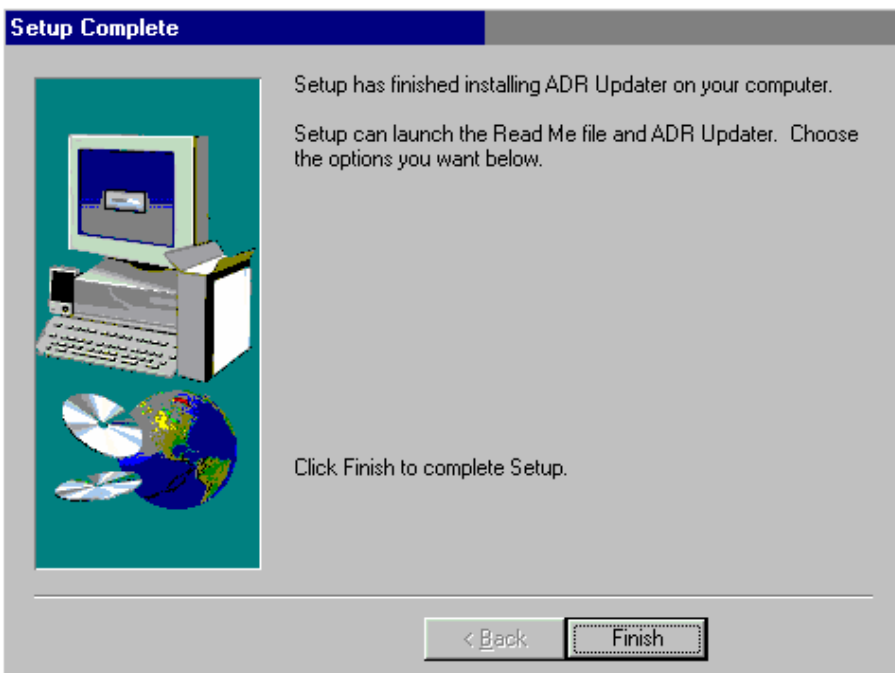 Setup Complete
Setup has finished installing ADR Updater on your computer.
Setup can launch the Read Me file and ADR Updater.  Choose
the options you want below.
Click Finish to complete Setup.
< Back
Finish